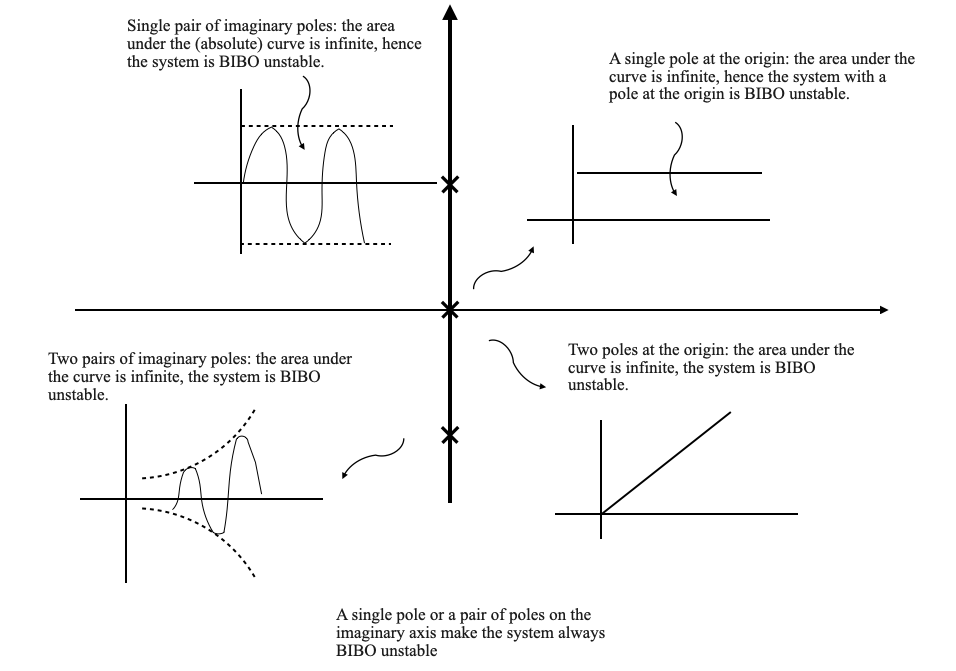 Single pair of imaginary poles: the area
under the (absolute) curve is infinite, hence
the system is BIBO unstable.
A single pole at the origin: the area under the
curve is infinite, hence the system with a
pole at the origin is BIBO unstable.
Two pairs of imaginary poles: the area under
the curve is infinite, the system is BIBO
unstable.
Two poles at the origin: the area under the
curve is infinite, the system is BIBO
unstable.
A single pole or a pair of poles on the
imaginary axis make the system always
BIBO unstable